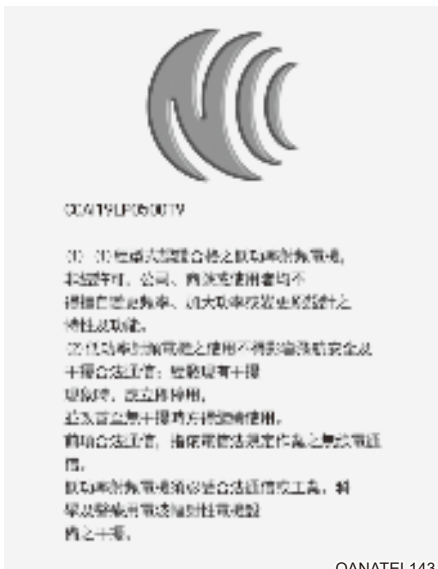 (1) (1) 經型式認證合格之低功率射頻電機,
非經許可, 公司、商號或使用者均不
得擅自變更頻率、加大功率或變更原設計之
特性及功能。
(2)低功率射頻電機之使用不得影響飛航安全及
干擾合法通信; 經發現有干擾
現象時, 應立即停用,
並改善至無干擾時方得繼續使用。
前項合法通信, 指依電信法規定作業之無線電通
信。
低功率射頻電機須忍受合法通信或工業、科
學及醫療用電波輻射性電機設
備之干擾。
OANATEL143